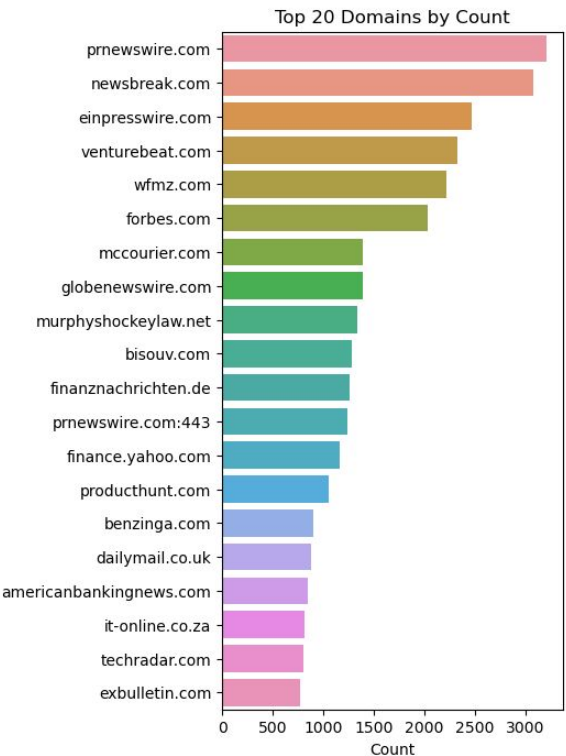 Top 20 Domains by Count
prnewswire.com
newsbreak.com
einpresswire.com
venturebeat.com
wfmz.com
forbes.com
mccourier.com
globenewswire.com
murphyshockeylaw.net
bisouv.com
finanznachrichten.de
prnewswire.com:443
finance.yahoo.com
producthunt.com
benzinga.com
dailymail.co.uk
americanbankingnews.com
it-online.co.za
techradar.com
exbulletin.com
0 500 1000 1500 2000 2500 3000
Count